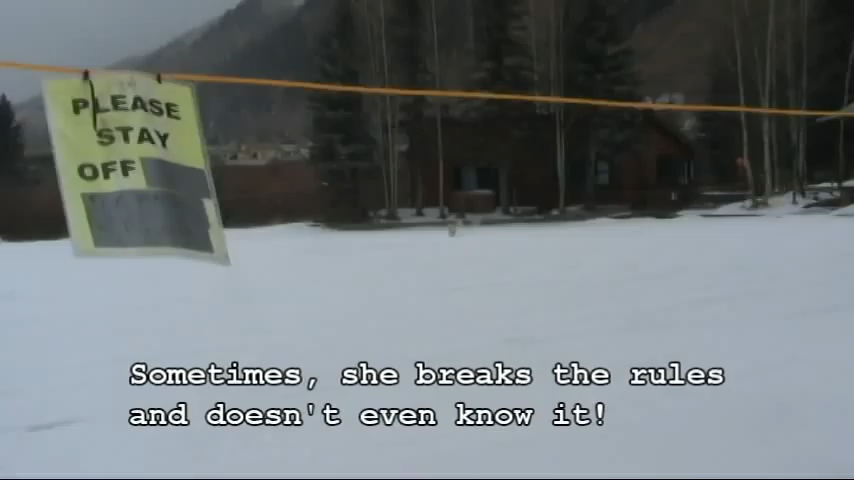 PLEASE
STAY
OFF
Sometimes, she breaks the rules
and doesn't even know it!